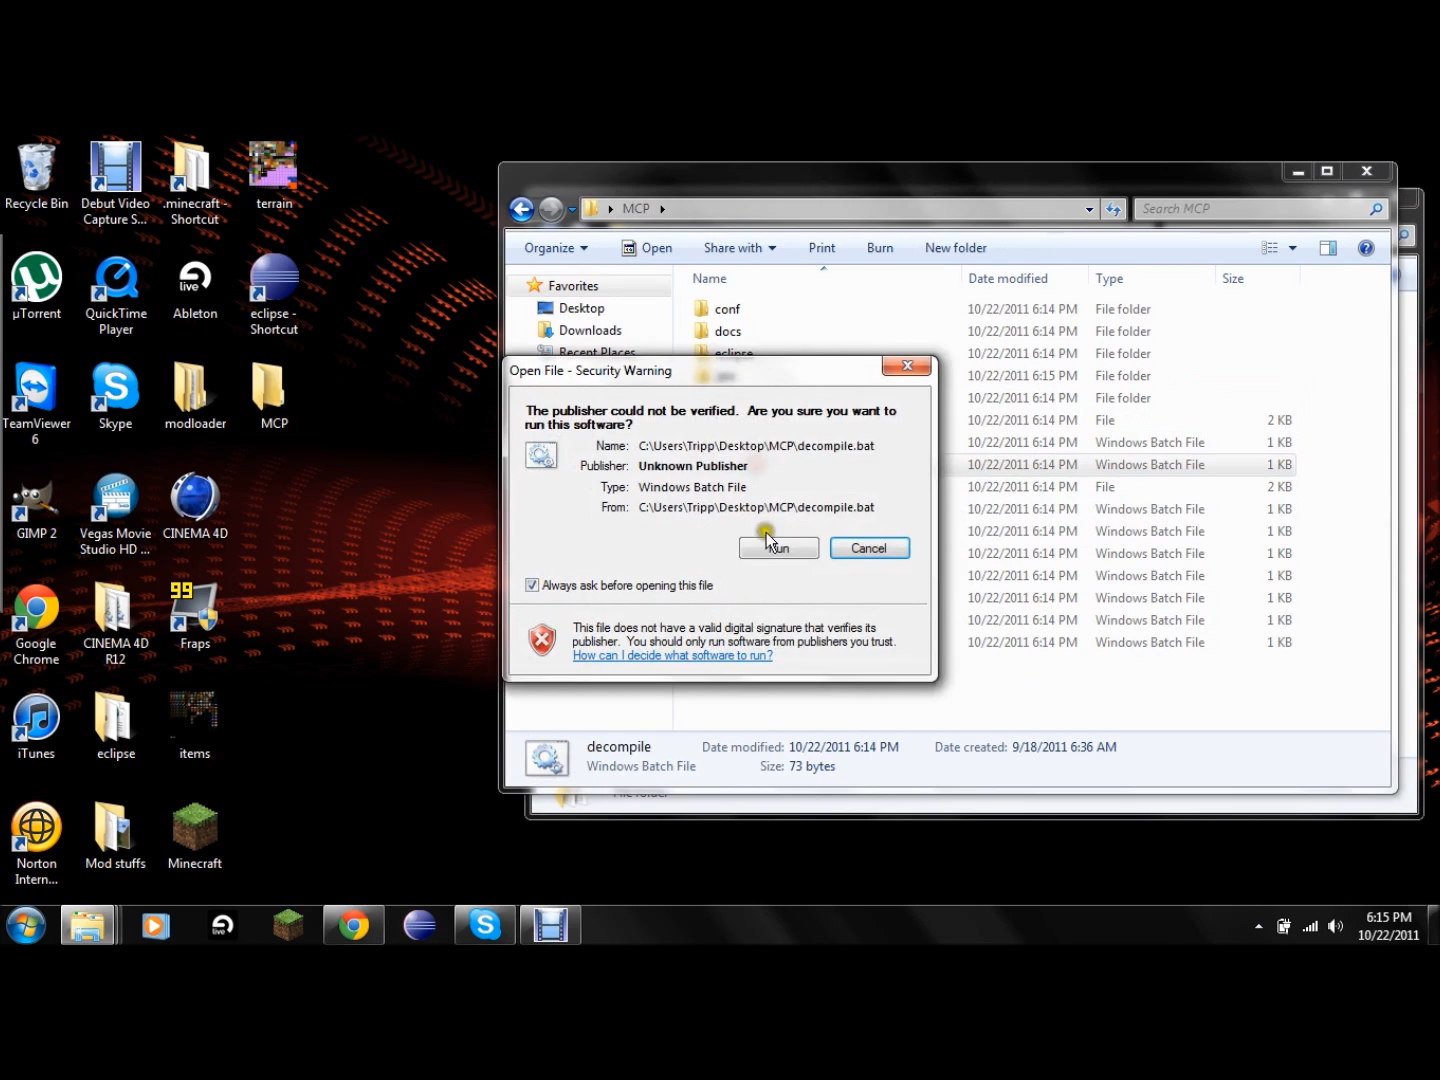 Recycle Bin
Debut Video
Capture S...
.minecraft -
Shortcut
terrain
µTorrent
QuickTime
Player
live
Ableton
eclipse -
Shortcut
TeamViewer
6
Skype
modloader
MCP
GIMP 2
Vegas Movie
Studio HD ...
CINEMA 4D
Google
Chrome
CINEMA 4D
R12
99
Fraps
iTunes
eclipse
items
Norton
Intern...
Mod stuffs
Minecraft
MCP
Search MCP
Organize
Open
Share with
Print
Burn
New folder
Favorites
Desktop
Downloads
Recent Places
Name
Date modified
Type
Size
conf
10/22/2011 6:14 PM
File folder
docs
10/22/2011 6:14 PM
File folder
eclipse
10/22/2011 6:14 PM
File folder
10/22/2011 6:15 PM
File folder
10/22/2011 6:14 PM
File folder
10/22/2011 6:14 PM
File
2 KB
10/22/2011 6:14 PM
Windows Batch File
1 KB
10/22/2011 6:14 PM
Windows Batch File
1 KB
10/22/2011 6:14 PM
File
2 KB
10/22/2011 6:14 PM
Windows Batch File
1 KB
10/22/2011 6:14 PM
Windows Batch File
1 KB
10/22/2011 6:14 PM
Windows Batch File
1 KB
10/22/2011 6:14 PM
Windows Batch File
1 KB
10/22/2011 6:14 PM
Windows Batch File
1 KB
10/22/2011 6:14 PM
Windows Batch File
1 KB
10/22/2011 6:14 PM
Windows Batch File
1 KB
Open File - Security Warning
The publisher could not be verified. Are you sure you want to
run this software?
Name: C:\Users\Tripp\Desktop\MCP\decompile.bat
Publisher: Unknown Publisher
Type: Windows Batch File
From: C:\Users\Tripp\Desktop\MCP\decompile.bat
Run
Cancel
Always ask before opening this file
This file does not have a valid digital signature that verifies its
publisher. You should only run software from publishers you trust.
How can I decide what software to run?
decompile
Date modified: 10/22/2011 6:14 PM
Date created: 9/18/2011 6:36 AM
Windows Batch File
Size: 73 bytes
File folder
live
6:15 PM
10/22/2011